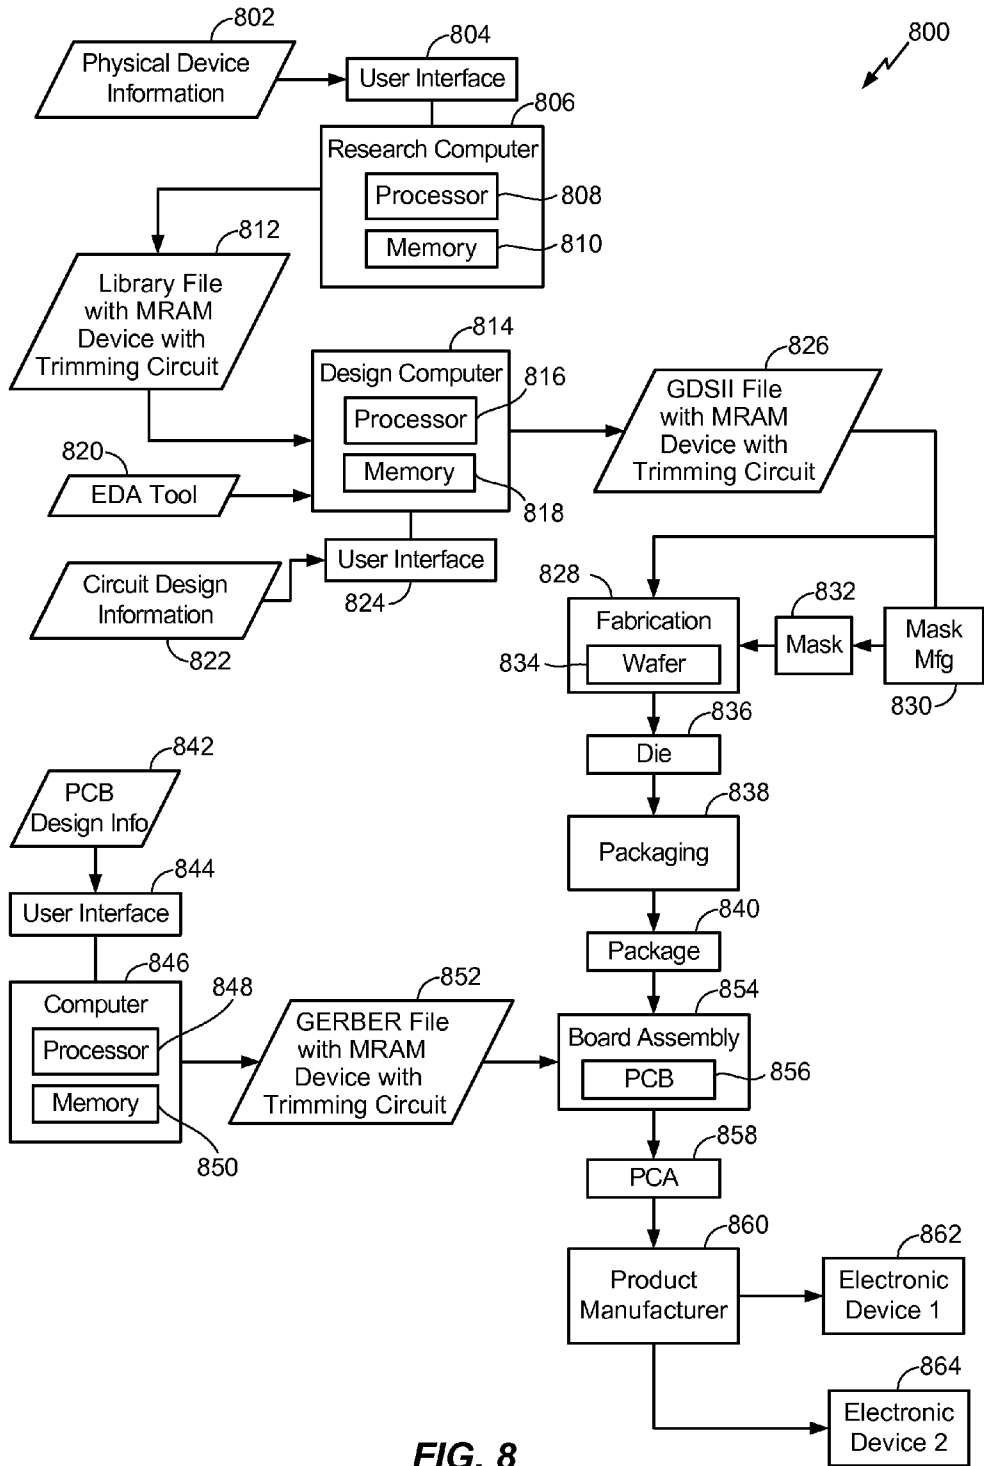 802
Physical Device
Information
804
User Interface
800
806
Research Computer
Processor
808
Memory
810
812
Library File
with MRAM
Device with
Trimming Circuit
814
Design Computer
816
Processor
Memory
818
820
EDA Tool
826
GDSII File
with MRAM
Device with
Trimming Circuit
User Interface
824
Circuit Design
Information
822
828
Fabrication
834
Wafer
832
Mask
Mask
Mfg
830
836
Die
838
Packaging
840
Package
842
PCB
Design Info
844
User Interface
846
Computer
848
Processor
Memory
850
852
GERBER File
with MRAM
Device with
Trimming Circuit
854
Board Assembly
PCB
856
858
PCA
860
Product
Manufacturer
862
Electronic
Device 1
864
Electronic
Device 2
FIG. 8